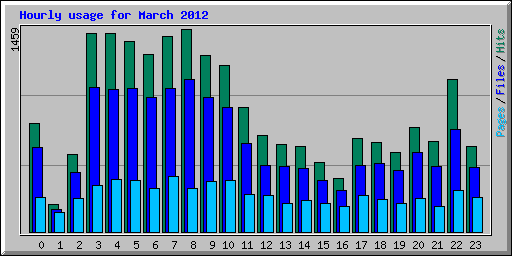 Hourly usage for March 2012
1459
Pages/Files/Hits
0 1 2 3 4 5 6 7 8 9 10 11 12 13 14 15 16 17 18 19 20 21 22 23